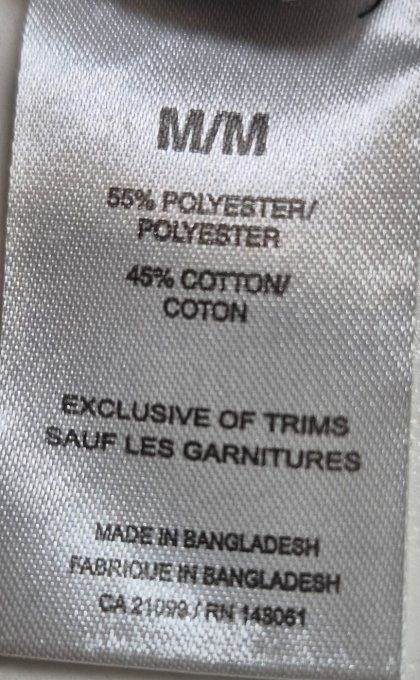 M/M
55% POLYESTER/
POLYESTER
45% COTTON/
COTON
EXCLUSIVE OF TRIMS
SAUF LES GARNITURES
MADE IN BANGLADESH
FABRIQUE IN BANGLADESH
CA 21099 / RN 148061